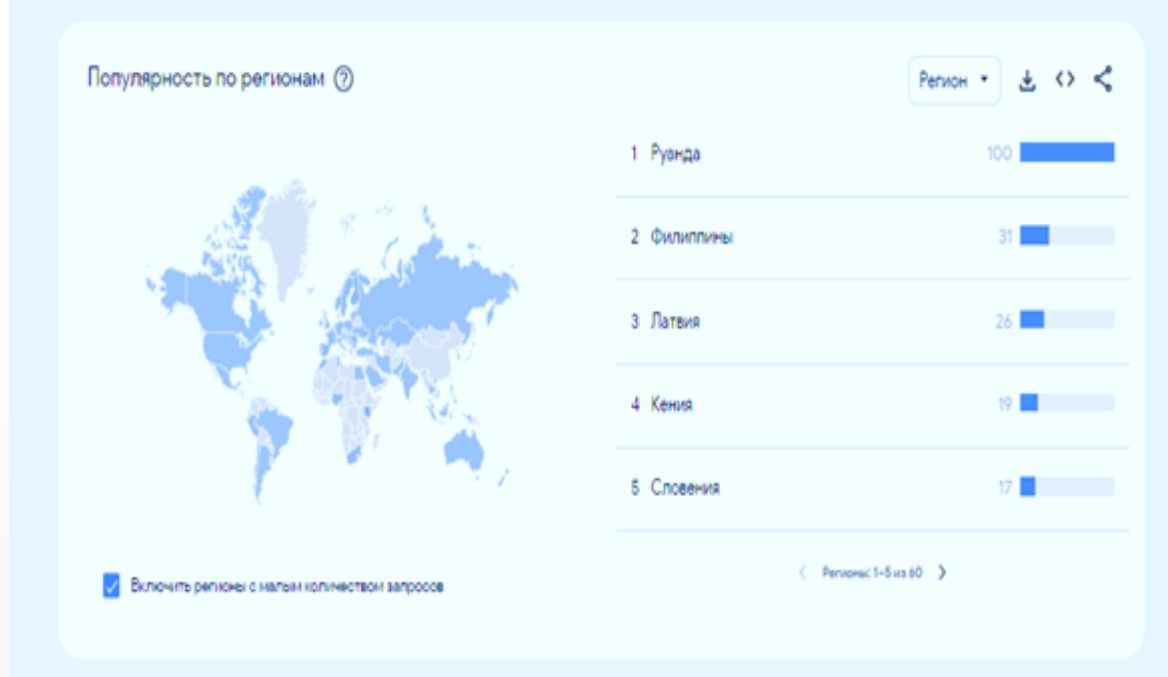 Популярность по регионам
Регион
1 Руанда 100
2 Филиппины 31
3 Латвия 26
4 Кения 19
5 Словения 17
Включить регионы с малым количеством запросов
Регионы: 1–5 из 60